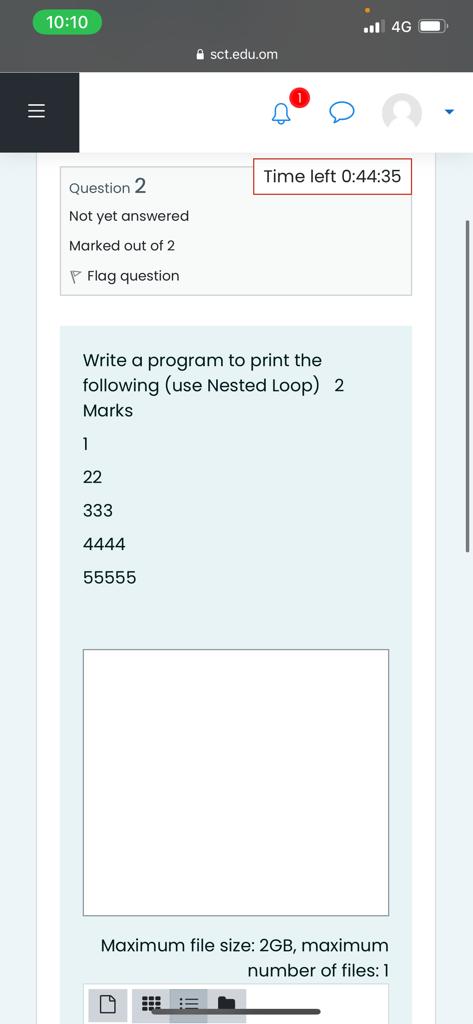 10:10
4G
sct.edu.om
1
Time left 0:44:35
Question 2
Not yet answered
Marked out of 2
Flag question
Write a program to print the
following (use Nested Loop) 2
Marks
1
22
333
4444
55555
Maximum file size: 2GB, maximum
number of files: 1